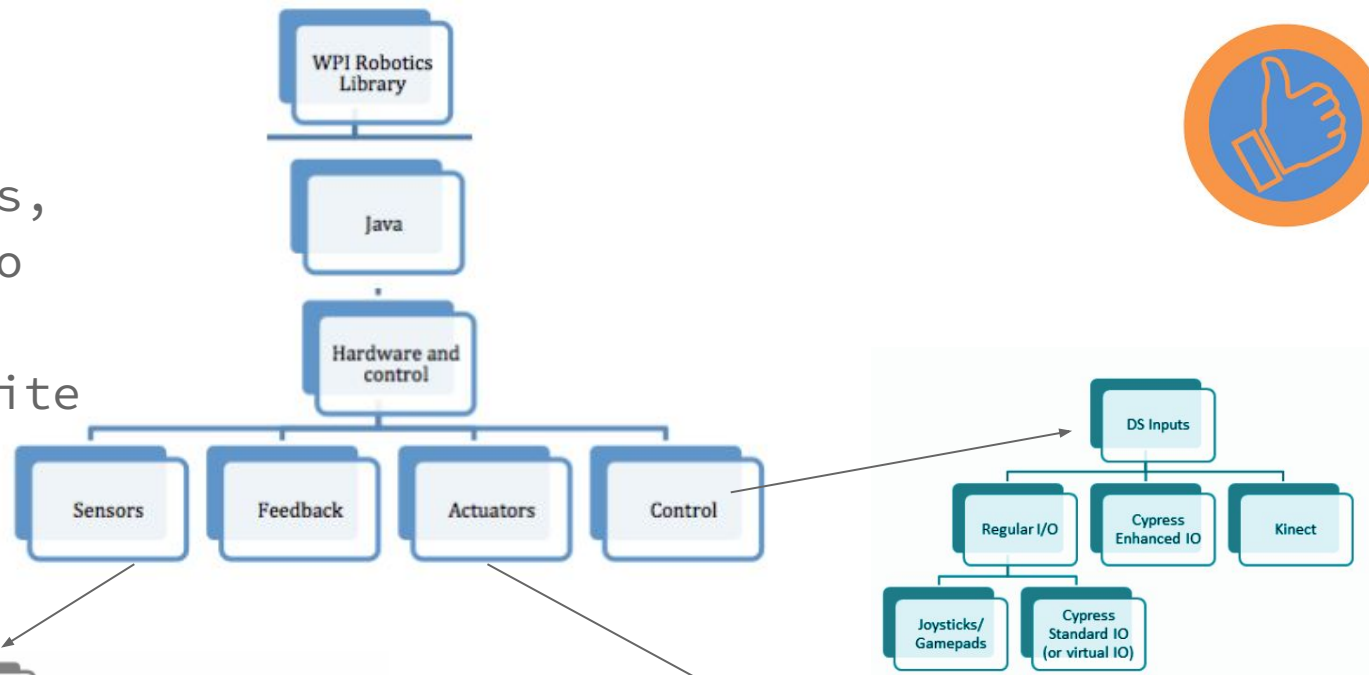 WPI Robotics
Library
s,
o
Java
Hardware and
control
ite
Sensors
Feedback
Actuators
Control
DS Inputs
Regular I/O
Cypress
Enhanced IO
Kinect
Joysticks/
Gamepads
Cypress
Standard IO
(or virtual IO)